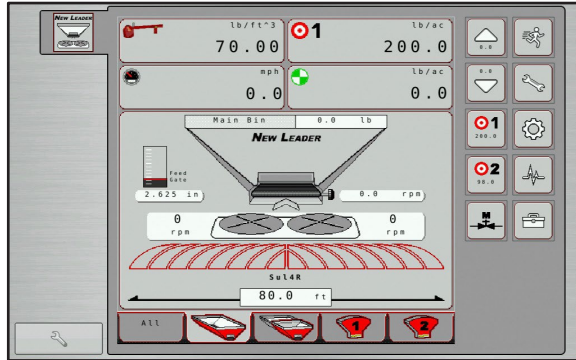 NEW LEADER
lb/ft^3
70.00
1
lb/ac
200.0
mph
0.0
lb/ac
0.0
Main Bin 0.0 lb
NEW LEADER
Feed
Gate
2.625 in
0.0 rpm
0
rpm
0
rpm
Sul4R
80.0 ft
All
1
2
0.0
0.0
1
200.0
2
98.0
M